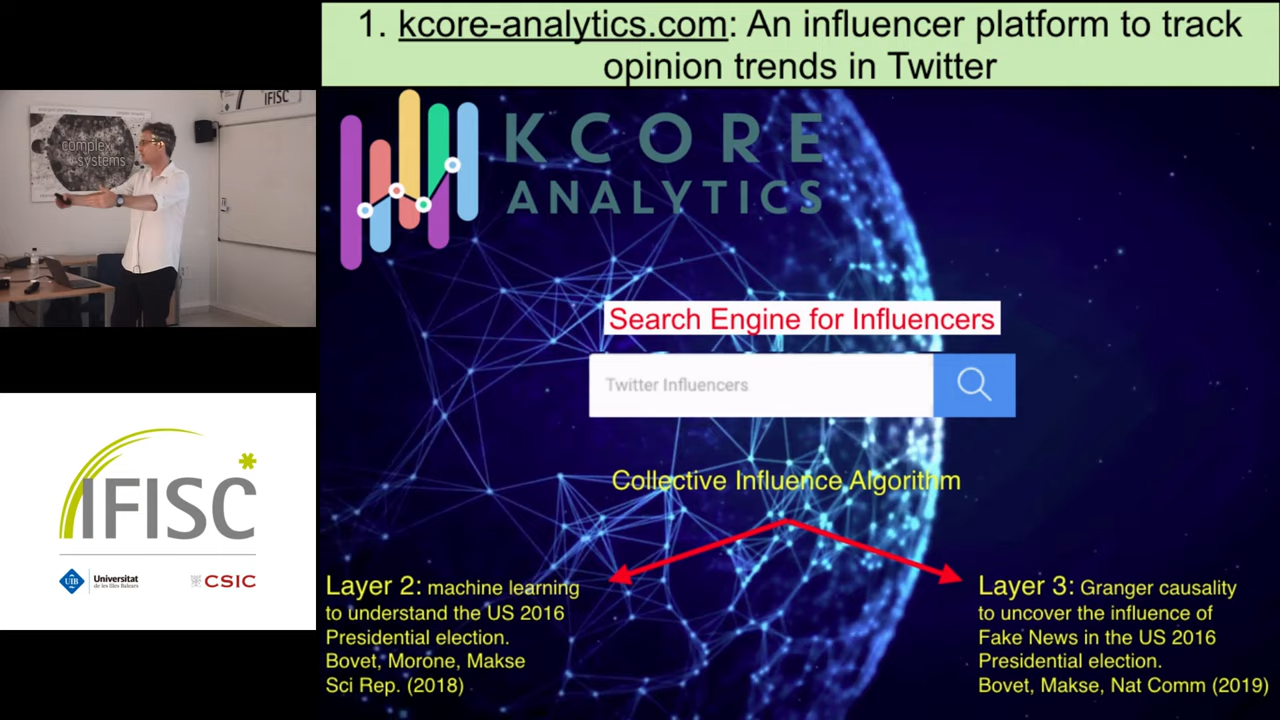 1. kcore-analytics.com: An influencer platform to track
opinion trends in Twitter
IFISC
complex
systems
KCORE
ANALYTICS
Search Engine for Influencers
Twitter Influencers
Collective Influence Algorithm
IFISC
UIB
Universitat
de les Illes Balears
CSIC
Layer 2: machine learning
to understand the US 2016
Presidential election.
Bovet, Morone, Makse
Sci Rep. (2018)
Layer 3: Granger causality
to uncover the influence of
Fake News in the US 2016
Presidential election.
Bovet, Makse, Nat Comm (2019)